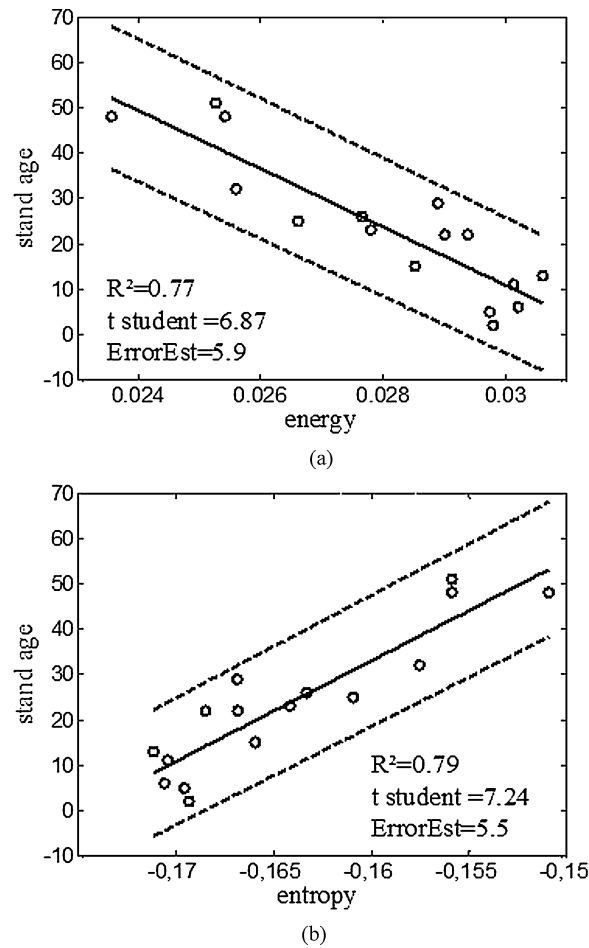 70
60
50
40
30
20
10
0
-10
stand age
R²=0.77
t student =6.87
ErrorEst=5.9
0.024 0.026 0.028 0.03
energy
(a)
70
60
50
40
30
20
10
0
-10
stand age
R²=0.79
t student =7.24
ErrorEst=5.5
-0,17 -0,165 -0,16 -0,155 -0,15
entropy
(b)